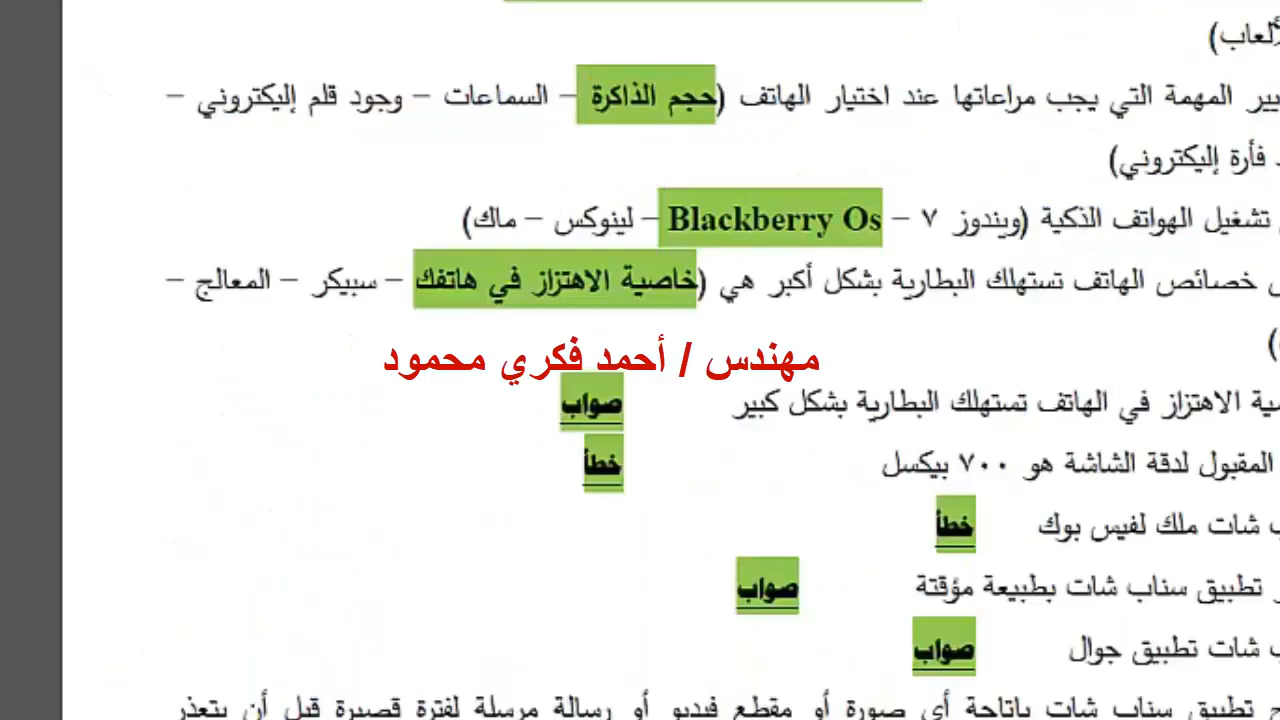 لألعاب)
المهمة التي يجب مراعاتها عند اختيار الهاتف (حجم الذاكرة – السماعات – وجود قلم إليكتروني –
فأرة إليكتروني)
تشغيل الهواتف الذكية (ويندوز ٧ – Blackberry Os – لينوكس – ماك)
خصائص الهاتف تستهلك البطارية بشكل أكبر هي (خاصية الاهتزاز في هاتفك – سبيكر – المعالج –
مهندس / أحمد فكري محمود
الاهتزاز في الهاتف تستهلك البطارية بشكل كبير صواب
المقبول لدقة الشاشة هو ٧٠٠ بيكسل خطأ
شات ملك لفيس بوك خطأ
تطبيق سناب شات بطبيعة مؤقتة صواب
شات تطبيق جوال صواب
تطبيق سناب شات بإتاحة أي صورة أو مقطع فيديو أو رسالة مرسلة لفترة قصيرة قبل أن يتعذر